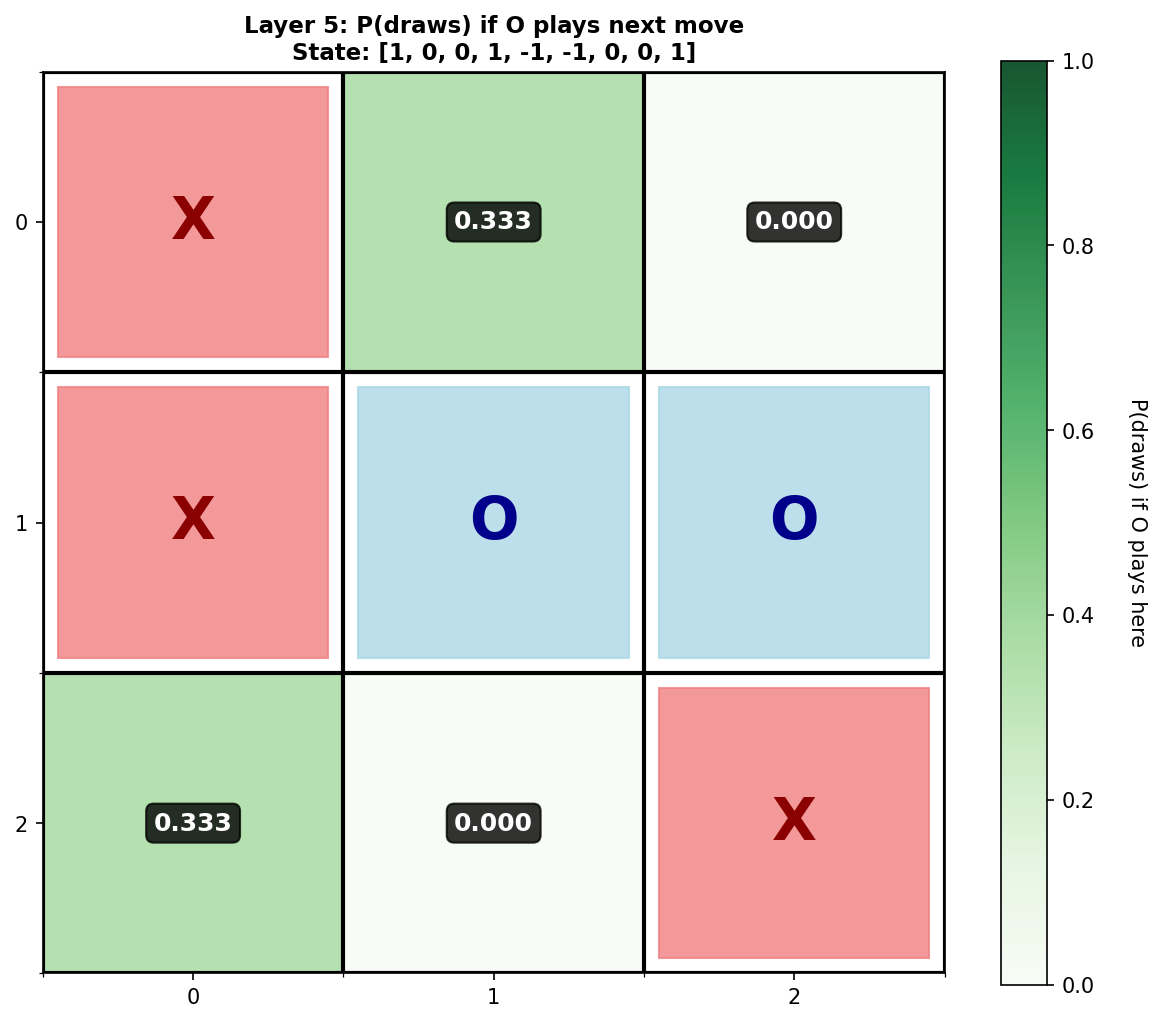 Layer 5: P(draws) if O plays next move
State: [1, 0, 0, 1, -1, -1, 0, 0, 1]
0
X
0.333
0.000
1
X
O
O
2
0.333
0.000
X
0
1
2
1.0
0.8
0.6
0.4
0.2
0.0
P(draws) if O plays here